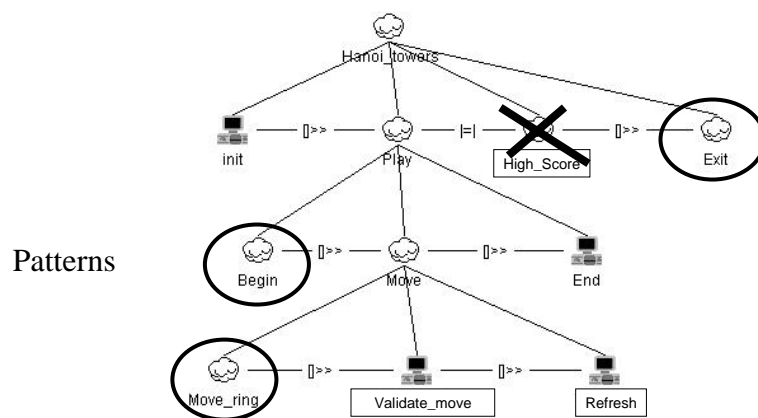 Hanoi_towers
[]>> |=| []>>
init Play High_Score Exit
[]>> []>>
Patterns
Begin Move End
[]>> []>>
Move_ring Validate_move Refresh